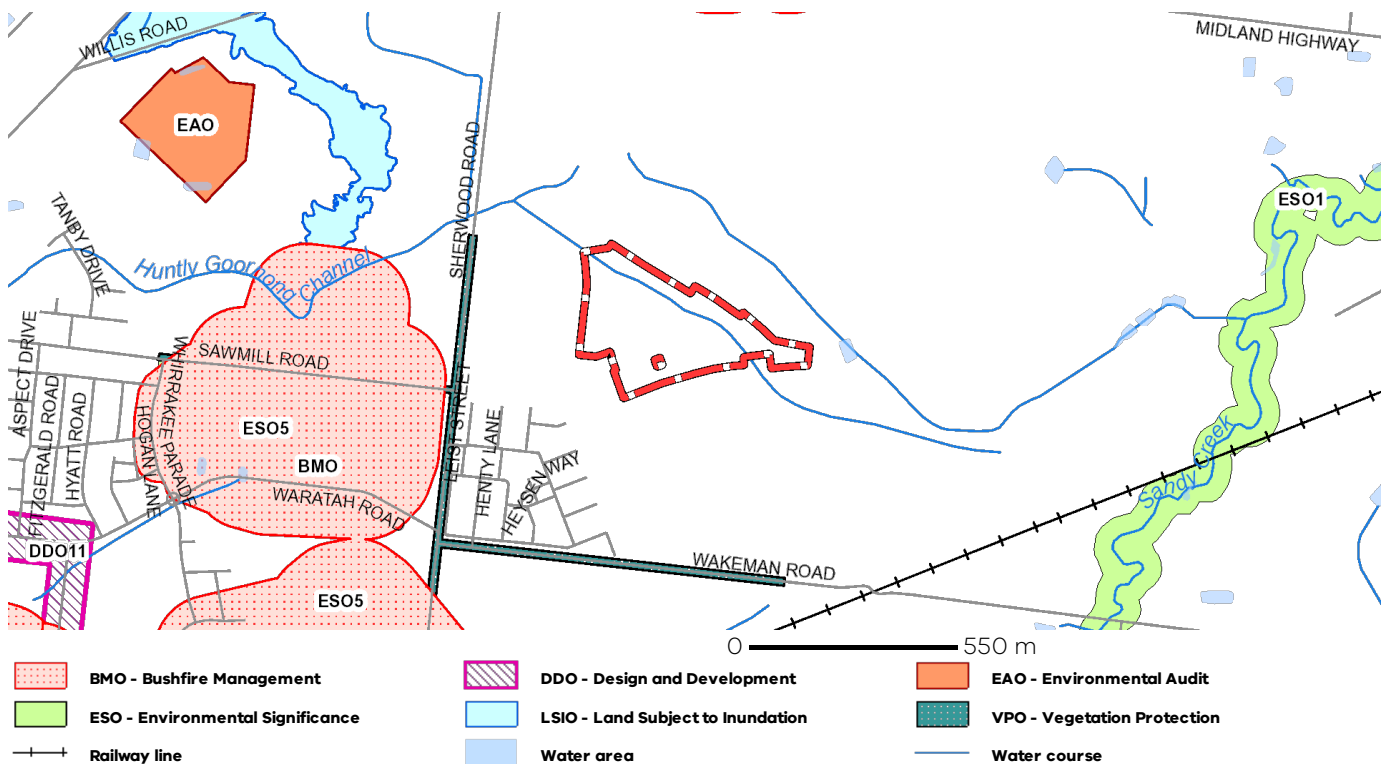 WILLIS ROAD
MIDLAND HIGHWAY
EAO
SHERWOOD ROAD
ESO1
TANBY DRIVE
Huntly Goornong Channel
ASPECT DRIVE
FITZGERALD ROAD
HYATT ROAD
HOGAN LANE
WHIRRAKEE PARADE
SAWMILL ROAD
LEIST STREET
HENTY LANE
HEYSEN WAY
ESO5
BMO
WARATAH ROAD
Sandy Creek
DDO11
WAKEMAN ROAD
ESO5
0 550 m
BMO - Bushfire Management
DDO - Design and Development
EAO - Environmental Audit
ESO - Environmental Significance
LSIO - Land Subject to Inundation
VPO - Vegetation Protection
Railway line
Water area
Water course